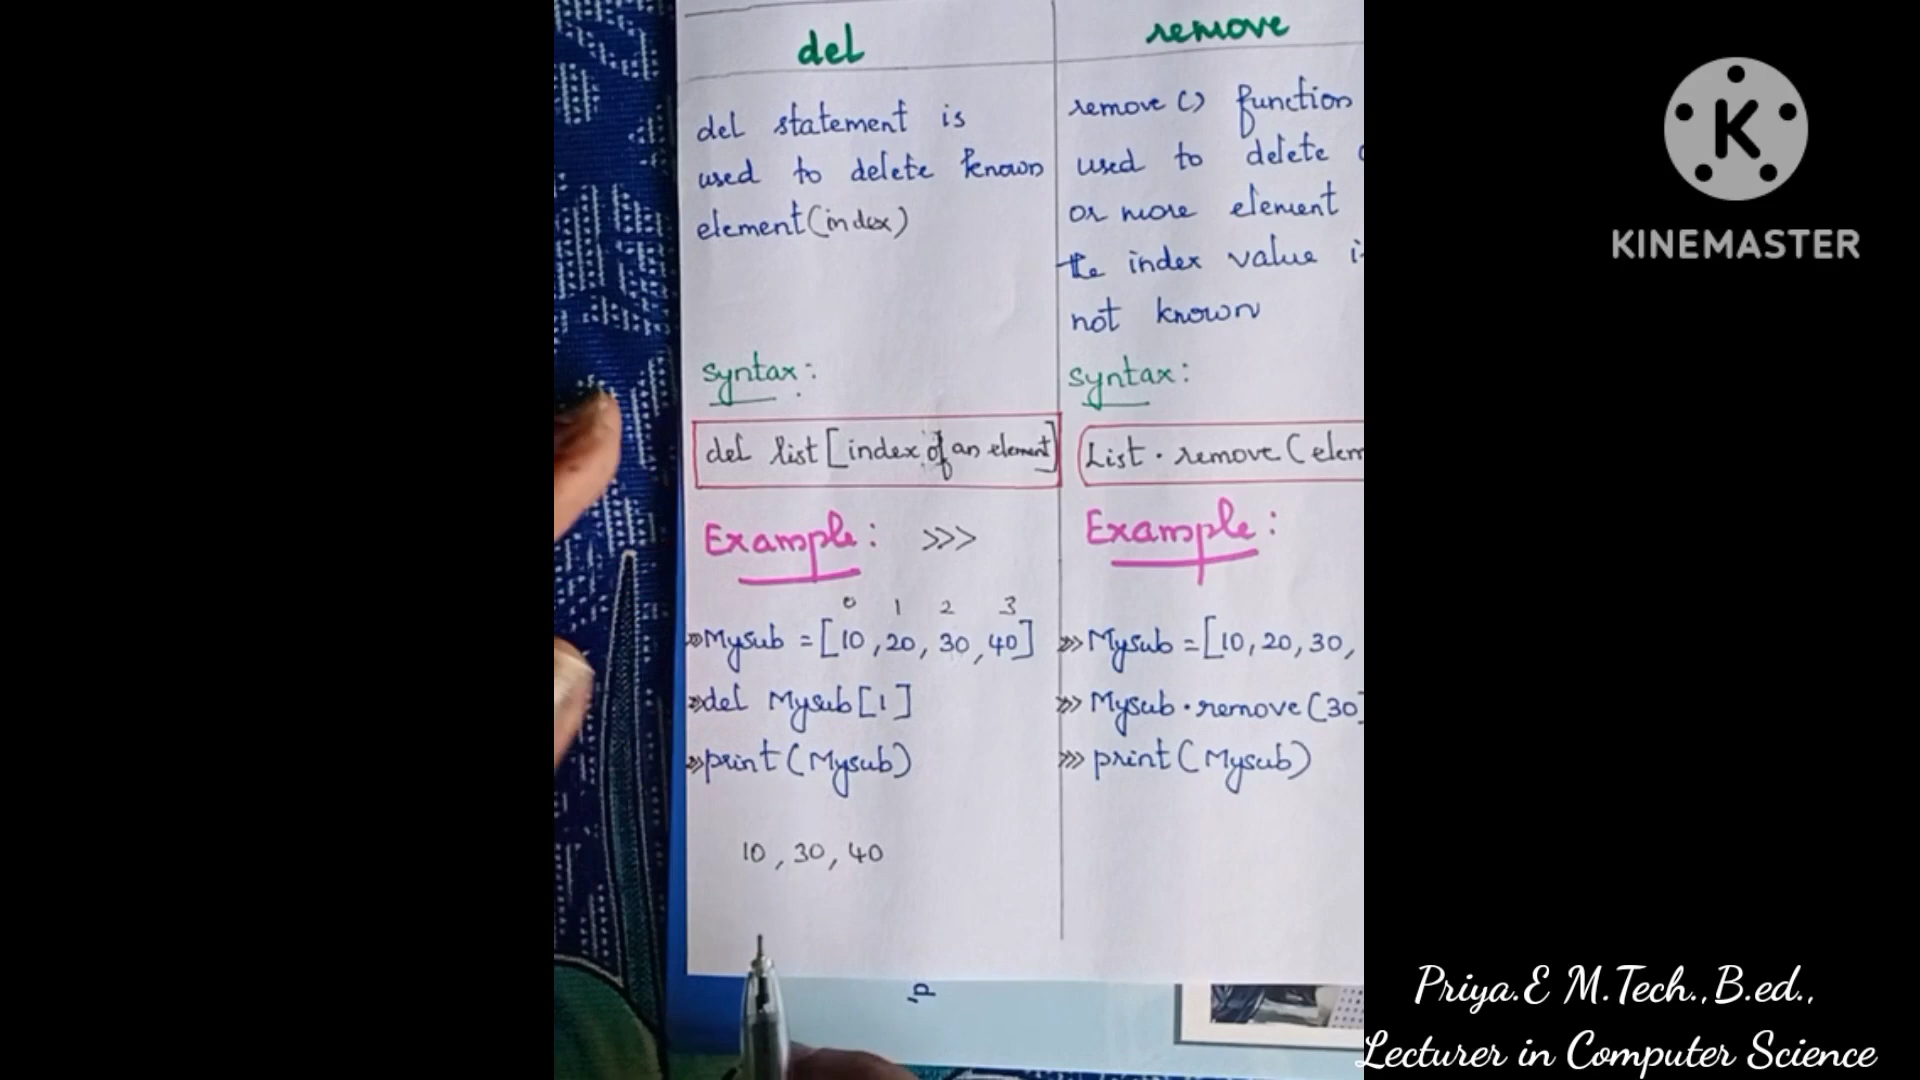 del
del statement is
used to delete known
element(index)
syntax:
del list[index of an element]
Example: >>>
0 1 2 3
>>> Mysub = [10, 20, 30, 40]
>>> del Mysub[1]
>>> print(Mysub)
10, 30, 40
remove
remove() function
used to delete
or more element
the index value
not known
syntax:
List.remove(elem
Example:
>>> Mysub = [10, 20, 30,
>>> Mysub.remove(30
>>> print(Mysub)
KINEMASTER
Priya.E M.Tech.,B.ed.,
Lecturer in Computer Science